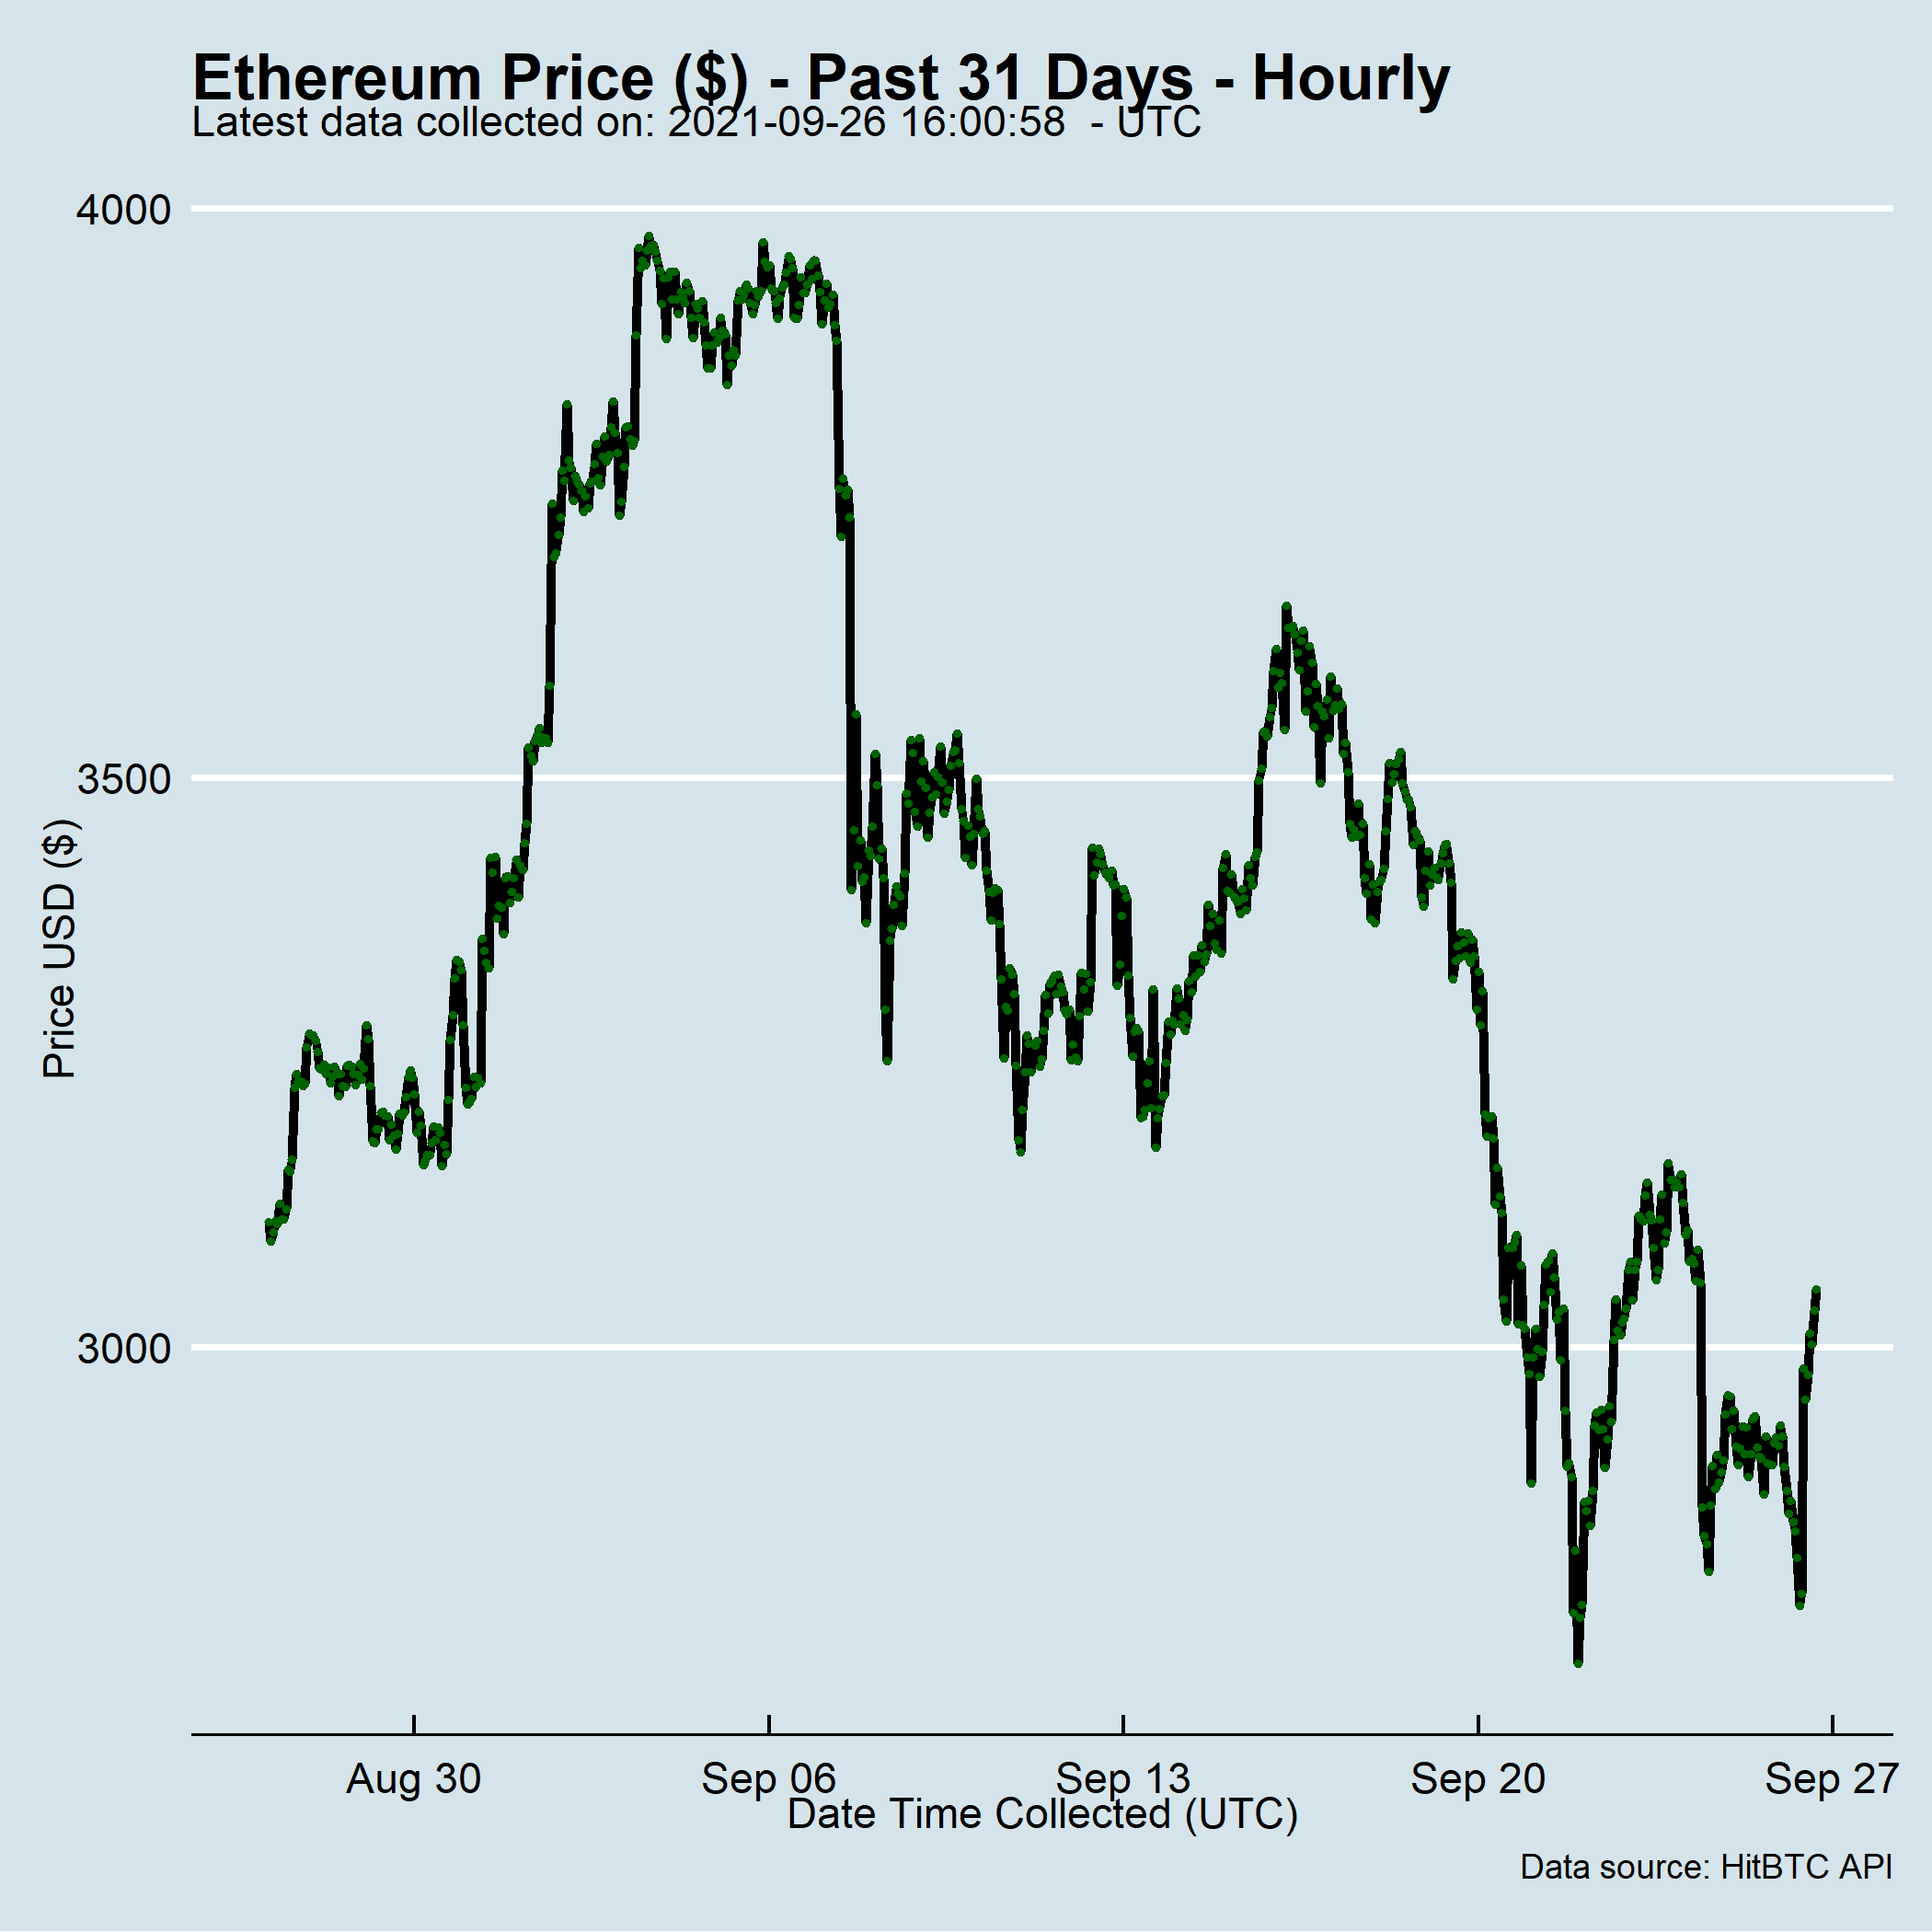 Ethereum Price ($) - Past 31 Days - Hourly
Latest data collected on: 2021-09-26 16:00:58  - UTC
4000
3500
3000
Price USD ($)
Aug 30
Sep 06
Sep 13
Sep 20
Sep 27
Date Time Collected (UTC)
Data source: HitBTC API